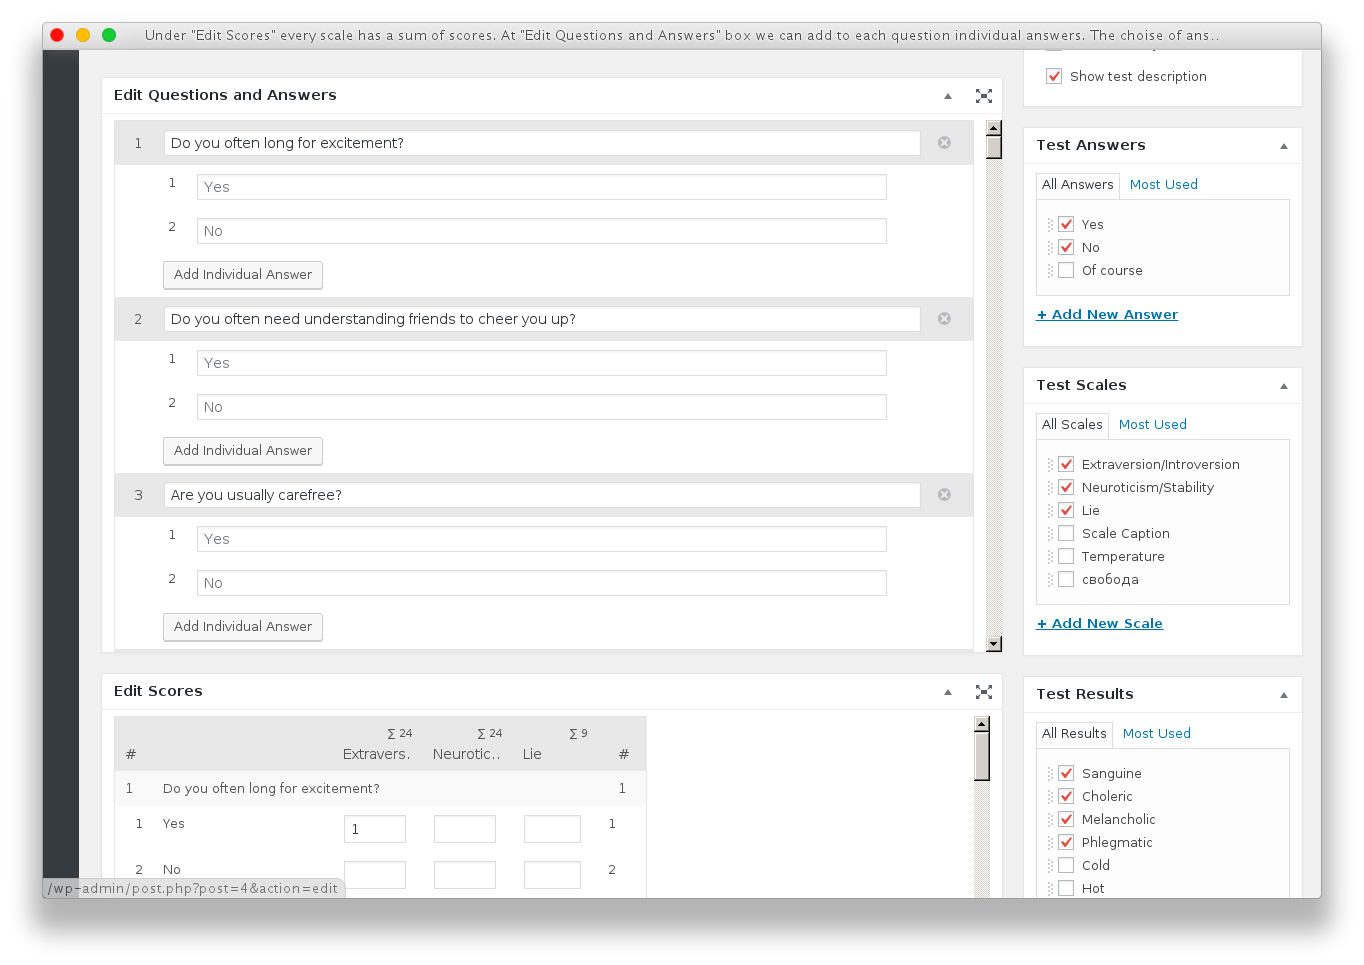 Under "Edit Scores" every scale has a sum of scores. At "Edit Questions and Answers" box we can add to each question individual answers. The choise of ans..
Show test description
Edit Questions and Answers
1 Do you often long for excitement?
1 Yes
2 No
Add Individual Answer
2 Do you often need understanding friends to cheer you up?
1 Yes
2 No
Add Individual Answer
3 Are you usually carefree?
1 Yes
2 No
Add Individual Answer
Edit Scores
∑ 24 ∑ 24 ∑ 9
# Extravers. Neurotic.. Lie #
1 Do you often long for excitement? 1
1 Yes 1 1
2 No 2
/wp-admin/post.php?post=4&action=edit
Test Answers
All Answers Most Used
Yes
No
Of course
+ Add New Answer
Test Scales
All Scales Most Used
Extraversion/Introversion
Neuroticism/Stability
Lie
Scale Caption
Temperature
свобода
+ Add New Scale
Test Results
All Results Most Used
Sanguine
Choleric
Melancholic
Phlegmatic
Cold
Hot